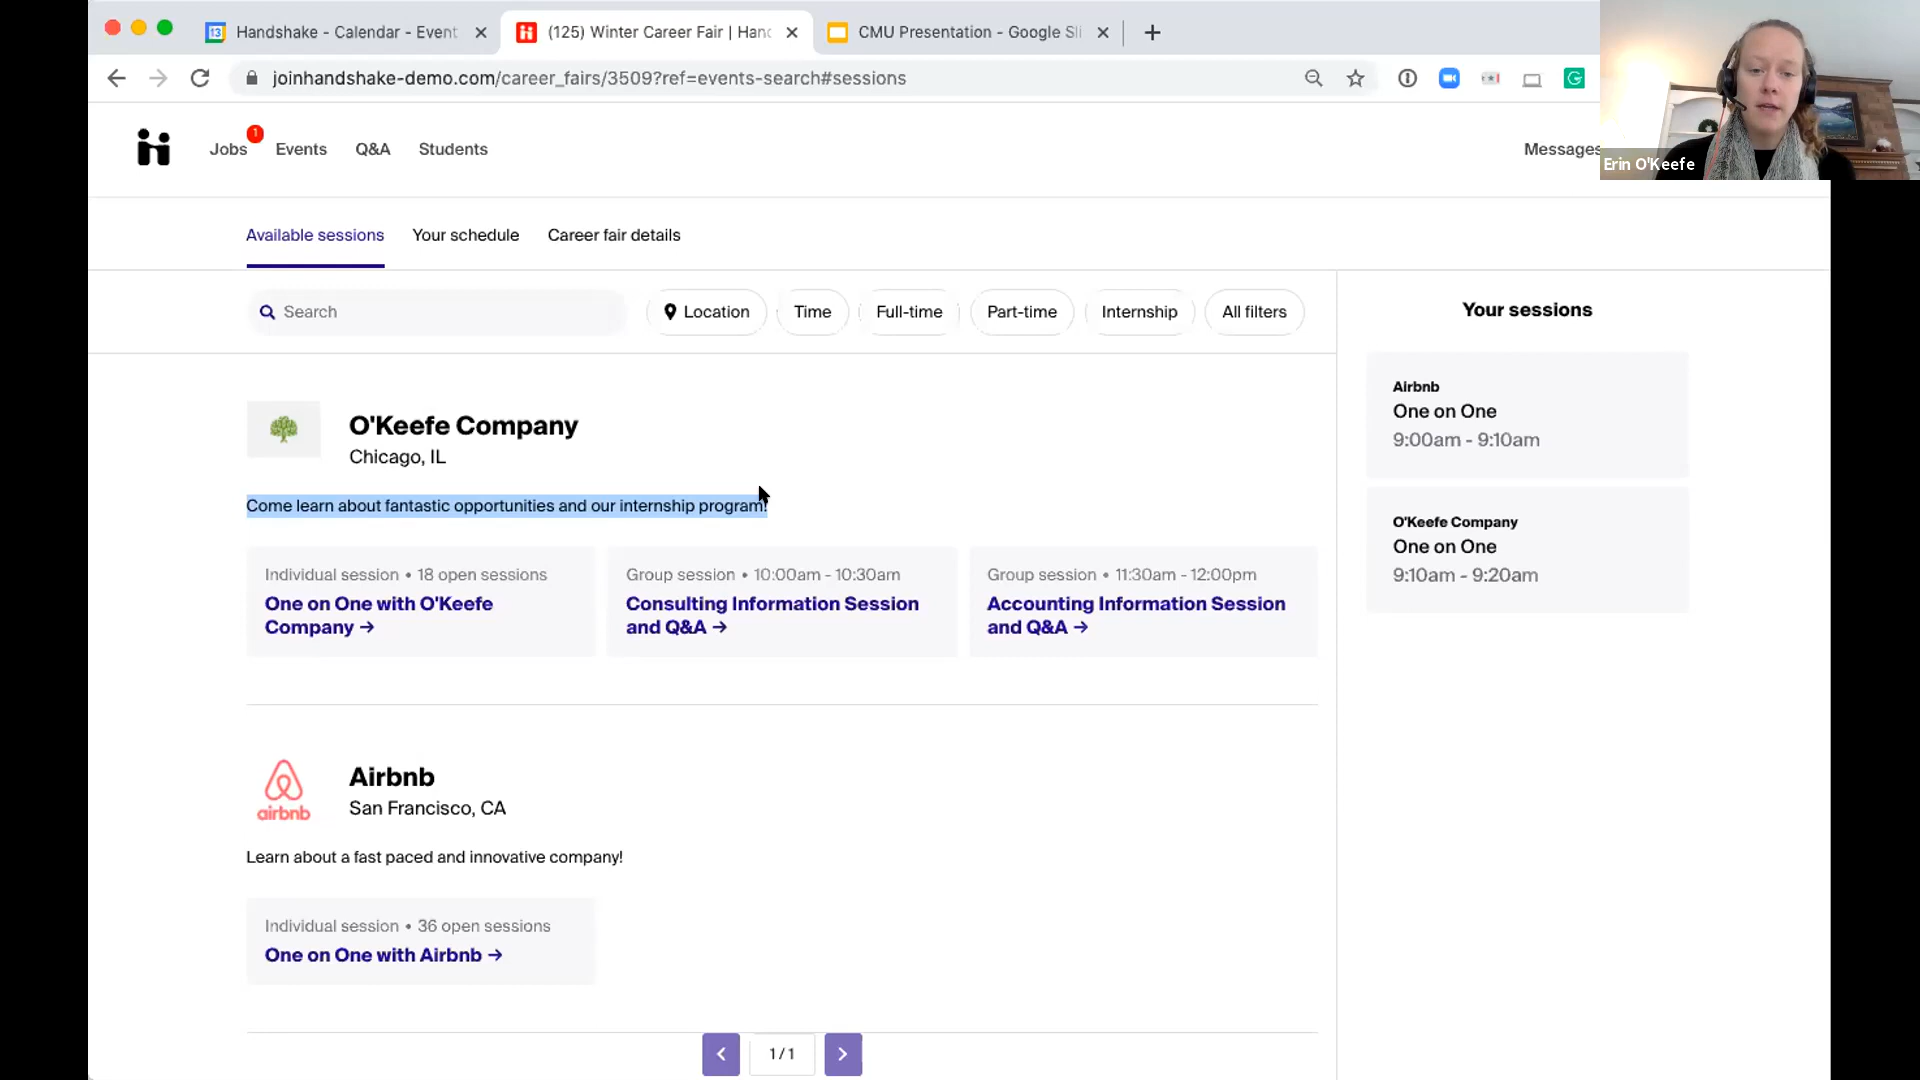 Handshake - Calendar - Event
(125) Winter Career Fair | Hand
CMU Presentation - Google Sli
joinhandshake-demo.com/career_fairs/3509?ref=events-search#sessions
Jobs 1 Events Q&A Students
Messages
Erin O'Keefe
Available sessions Your schedule Career fair details
Search
Location Time Full-time Part-time Internship All filters
O'Keefe Company
Chicago, IL
Come learn about fantastic opportunities and our internship program!
Individual session • 18 open sessions
One on One with O'Keefe
Company →
Group session • 10:00am - 10:30am
Consulting Information Session
and Q&A →
Group session • 11:30am - 12:00pm
Accounting Information Session
and Q&A →
airbnb
Airbnb
San Francisco, CA
Learn about a fast paced and innovative company!
Individual session • 36 open sessions
One on One with Airbnb →
1 / 1
Your sessions
Airbnb
One on One
9:00am - 9:10am
O'Keefe Company
One on One
9:10am - 9:20am